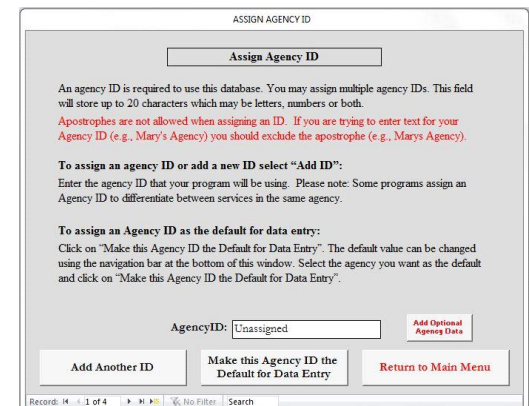 ASSIGN AGENCY ID
Assign Agency ID
An agency ID is required to use this database. You may assign multiple agency IDs. This field
will store up to 20 characters which may be letters, numbers or both.
Apostrophes are not allowed when assigning an ID. If you are trying to enter text for your
Agency ID (e.g., Mary's Agency) you should exclude the apostrophe (e.g., Marys Agency).
To assign an agency ID or add a new ID select “Add ID”:
Enter the agency ID that your program will be using. Please note: Some programs assign an
Agency ID to differentiate between services in the same agency.
To assign an Agency ID as the default for data entry:
Click on “Make this Agency ID the Default for Data Entry”. The default value can be changed
using the navigation bar at the bottom of this window. Select the agency you want as the default
and click on “Make this Agency ID the Default for Data Entry”.
AgencyID: Unassigned
Add Optional
Agency Data
Add Another ID
Make this Agency ID the
Default for Data Entry
Return to Main Menu
Record: 1 of 4 No Filter Search